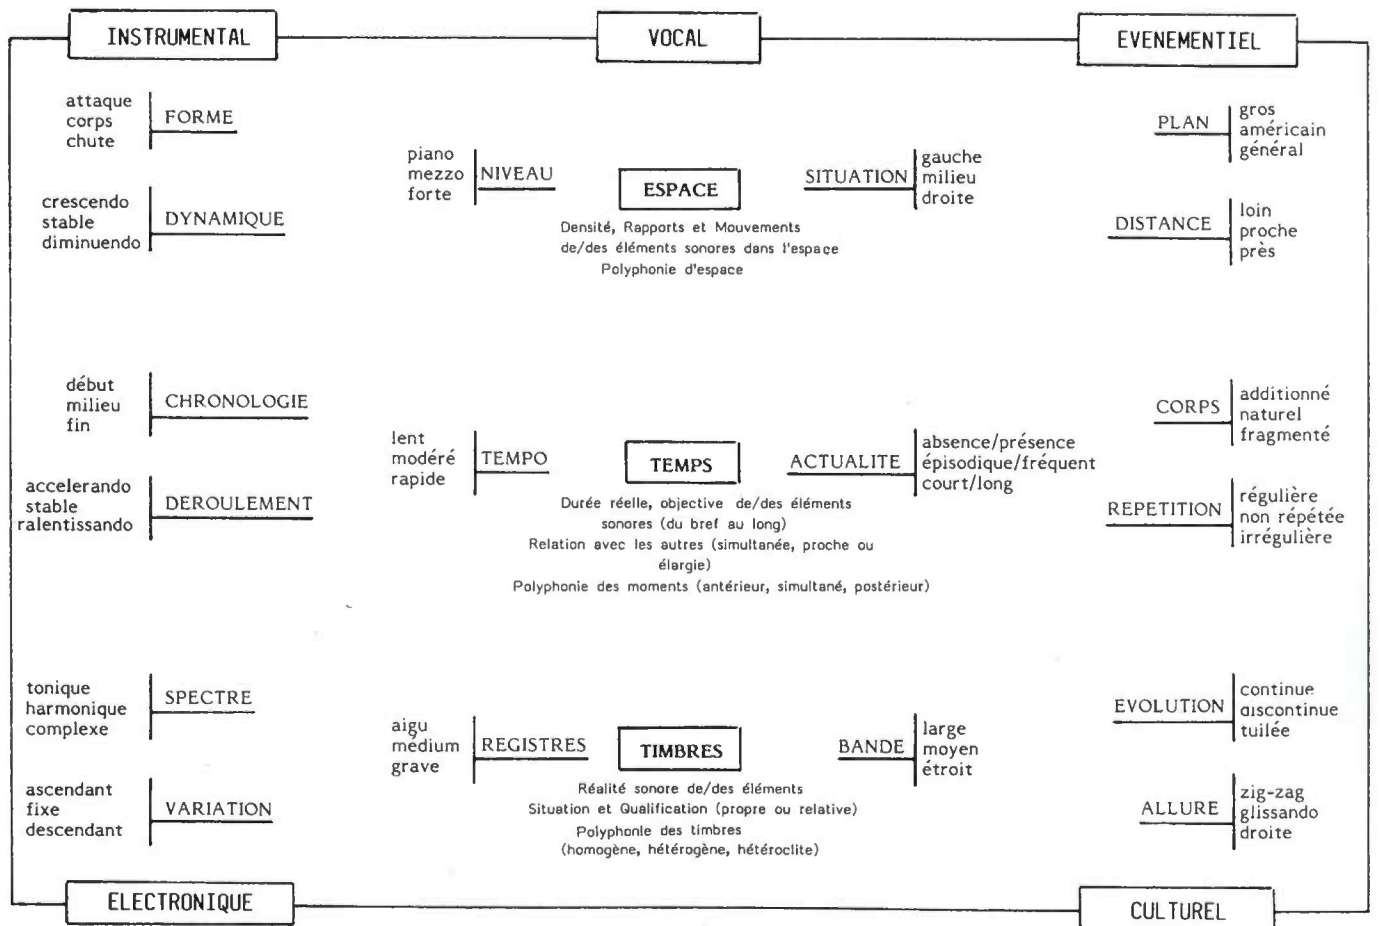 INSTRUMENTAL
VOCAL
EVENEMENTIEL
attaque
corps
chute
FORME
piano
mezzo
forte
NIVEAU
ESPACE
SITUATION
gauche
milieu
droite
PLAN
gros
américain
général
crescendo
stable
diminuendo
DYNAMIQUE
Densité, Rapports et Mouvements
de/des éléments sonores dans l'espace
Polyphonie d'espace
DISTANCE
loin
proche
près
début
milieu
fin
CHRONOLOGIE
lent
modéré
rapide
TEMPO
TEMPS
ACTUALITE
absence/présence
épisodique/fréquent
court/long
CORPS
additionné
naturel
fragmenté
accelerando
stable
ralentissando
DEROULEMENT
Durée réelle, objective de/des éléments
sonores (du bref au long)
Relation avec les autres (simultanée, proche ou
élargie)
Polyphonie des moments (antérieur, simultané, postérieur)
REPETITION
régulière
non répétée
irrégulière
tonique
harmonique
complexe
SPECTRE
aigu
médium
grave
REGISTRES
TIMBRES
BANDE
large
moyen
étroit
EVOLUTION
continue
discontinue
tuilée
ascendant
fixe
descendant
VARIATION
Réalité sonore de/des éléments
Situation et Qualification (propre ou relative)
Polyphonie des timbres
(homogène, hétérogène, hétéroclite)
ALLURE
zig-zag
glissando
droite
ELECTRONIQUE
CULTUREL